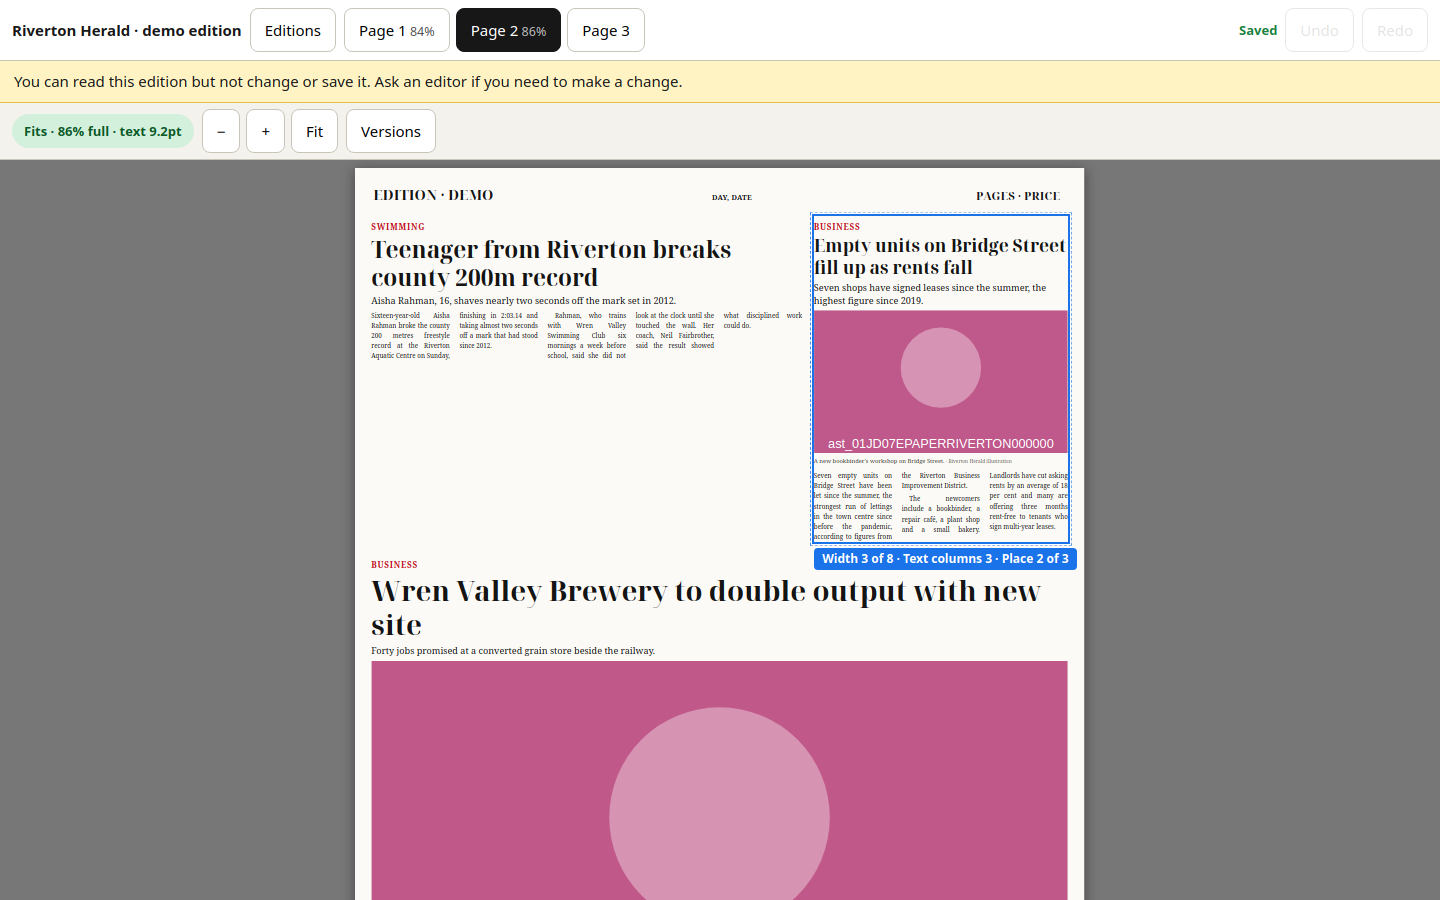 Riverton Herald · demo edition
Editions
Page 1 84%
Page 2 86%
Page 3
Saved
Undo
Redo
You can read this edition but not change or save it. Ask an editor if you need to make a change.
Fits · 86% full · text 9.2pt
−
+
Fit
Versions
EDITION · DEMO
DAY, DATE
PAGES · PRICE
SWIMMING
Teenager from Riverton breaks
county 200m record
Aisha Rahman, 16, shaves nearly two seconds off the mark set in 2012.
Sixteen-year-old Aisha
Rahman broke the county
200 metres freestyle
record at the Riverton
Aquatic Centre on Sunday,
finishing in 2:03.14 and
taking almost two seconds
off a mark that had stood
since 2012.
Rahman, who trains
with Wren Valley
Swimming Club six
mornings a week before
school, said she did not
look at the clock until she
touched the wall. Her
coach, Neil Fairbrother,
said the result showed
what disciplined work
could do.
BUSINESS
Empty units on Bridge Street
fill up as rents fall
Seven shops have signed leases since the summer, the
highest figure since 2019.
ast_01JD07EPAPERRIVERTON000000
A new bookbinder's workshop on Bridge Street. · Riverton Herald illustration
Seven empty units on
Bridge Street have been
let since the summer, the
strongest run of lettings
in the town centre since
before the pandemic,
according to figures from
the Riverton Business
Improvement District.
The newcomers
include a bookbinder, a
repair café, a plant shop
and a small bakery.
Landlords have cut asking
rents by an average of 18
per cent and many are
offering three months
rent-free to tenants who
sign multi-year leases.
Width 3 of 8 · Text columns 3 · Place 2 of 3
BUSINESS
Wren Valley Brewery to double output with new
site
Forty jobs promised at a converted grain store beside the railway.